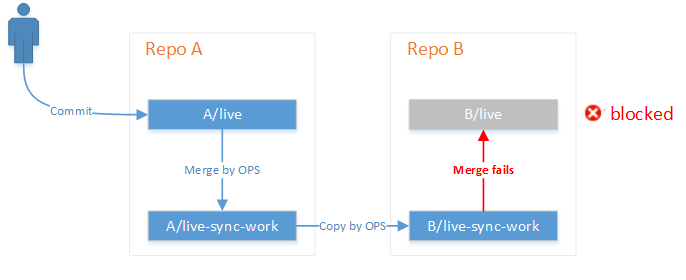 Repo A
Repo B
Commit
A/live
B/live
blocked
Merge by OPS
Merge fails
A/live-sync-work
Copy by OPS
B/live-sync-work